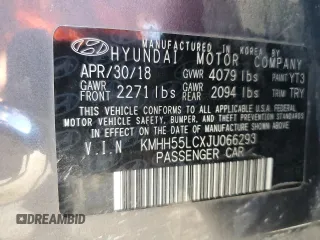 MANUFACTURED IN KOREA BY
HYUNDAI MOTOR COMPANY
APR/30/18 GVWR 4079 lbs PAINT YT3
GAWR FRONT 2271 lbs GAWR REAR 2094 lbs TRIM TRY
THIS VEHICLE CONFORMS TO ALL APPLICABLE
U.S. FEDERAL MOTOR VEHICLE SAFETY, BUMPER,
AND THEFT PREVENTION STANDARDS IN EFFECT ON
THE DATE OF MANUFACTURE SHOWN ABOVE.
V.I.N KMHH55LCXJU066293
PASSENGER CAR
DREAMBID